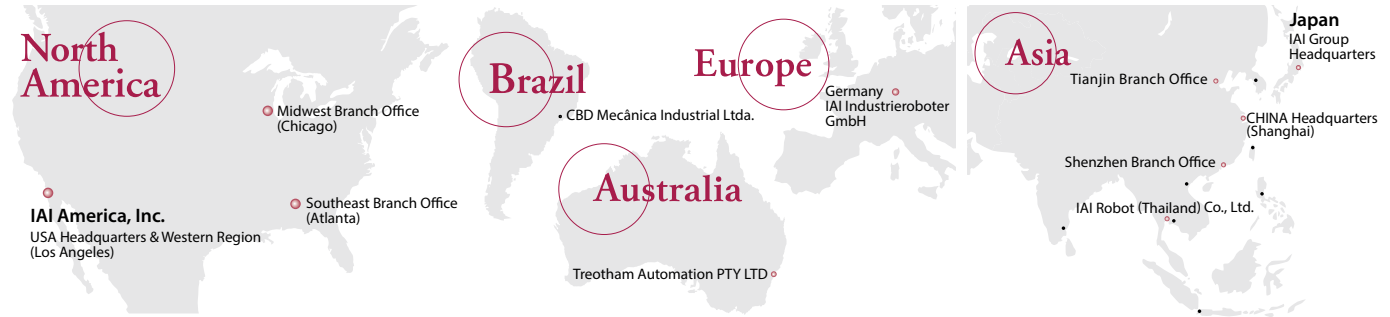 North
America
Midwest Branch Office
(Chicago)
Southeast Branch Office
(Atlanta)
IAI America, Inc.
USA Headquarters & Western Region
(Los Angeles)
Brazil
CBD Mecânica Industrial Ltda.
Europe
Germany
IAI Industrieroboter
GmbH
Australia
Treotham Automation PTY LTD
Asia
Japan
IAI Group
Headquarters
Tianjin Branch Office
CHINA Headquarters
(Shanghai)
Shenzhen Branch Office
IAI Robot (Thailand) Co., Ltd.